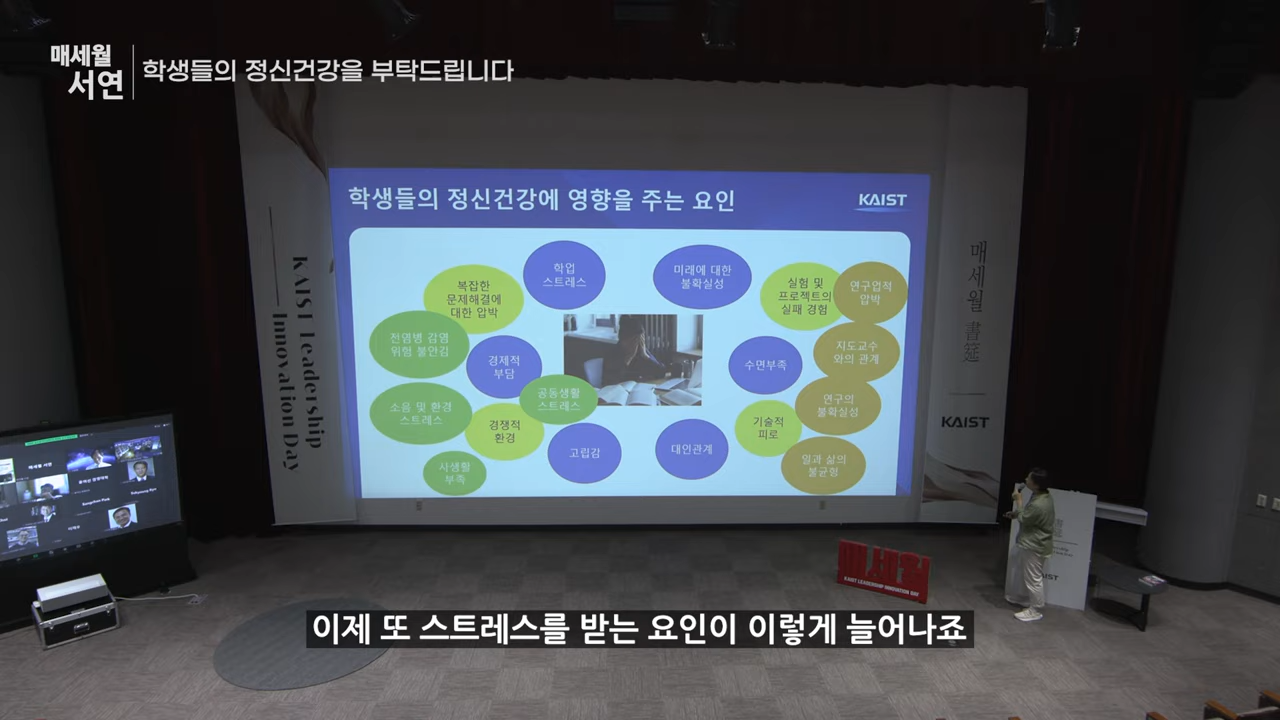 매세월
서연
학생들의 정신건강을 부탁드립니다
학생들의 정신건강에 영향을 주는 요인
KAIST
학업
스트레스
미래에 대한
불확실성
복잡한
문제해결에
대한 압박
실험 및
프로젝트의
실패 경험
연구업적
압박
전염병 감염
위험 불안감
경제적
부담
수면부족
지도교수
와의 관계
소음 및 환경
스트레스
공동생활
스트레스
연구의
불확실성
경쟁적
환경
기술적
피로
고립감
대인관계
사생활
부족
일과 삶의
불균형
KAIST Leadership
Innovation Day
매세월 書筵
KAIST
매세월
KAIST LEADERSHIP INNOVATION DAY
이제 또 스트레스를 받는 요인이 이렇게 늘어나죠